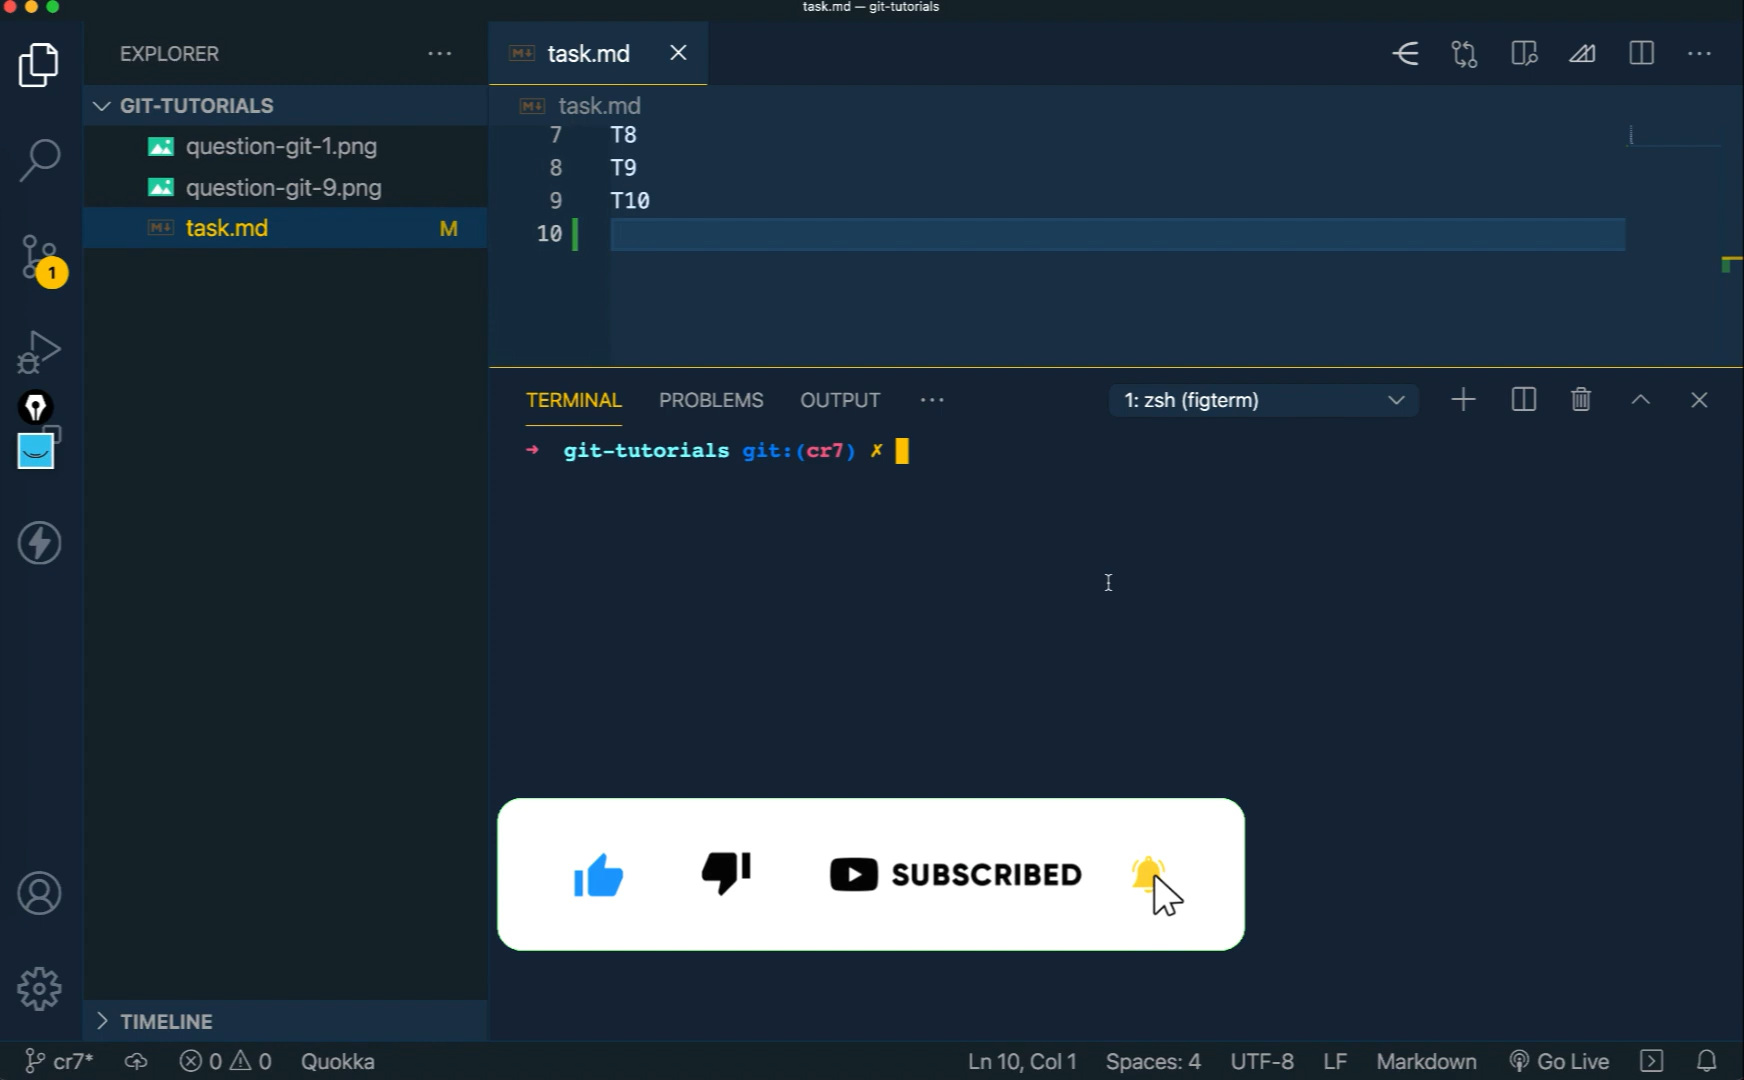 task.md — git-tutorials
EXPLORER
GIT-TUTORIALS
question-git-1.png
question-git-9.png
M↓ task.md M
1
M↓ task.md
M↓ task.md
7 T8
8 T9
9 T10
10
TERMINAL PROBLEMS OUTPUT ···
1: zsh (figterm)
➜ git-tutorials git:(cr7) ✗
SUBSCRIBED
TIMELINE
cr7* 0 0 Quokka
Ln 10, Col 1 Spaces: 4 UTF-8 LF Markdown Go Live